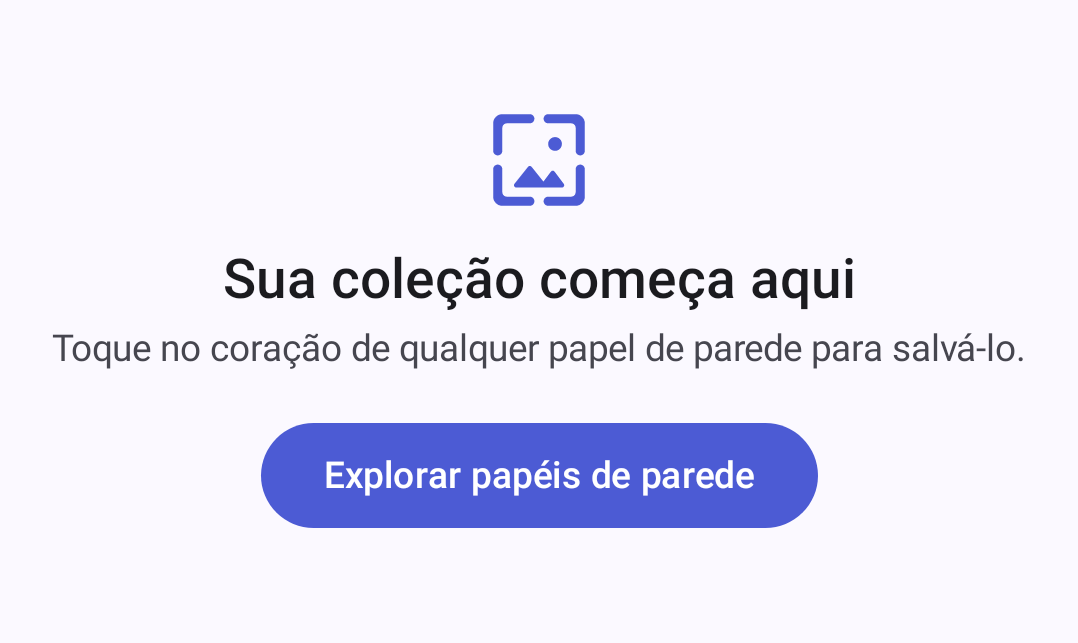 Sua coleção começa aqui
Toque no coração de qualquer papel de parede para salvá-lo.
Explorar papéis de parede